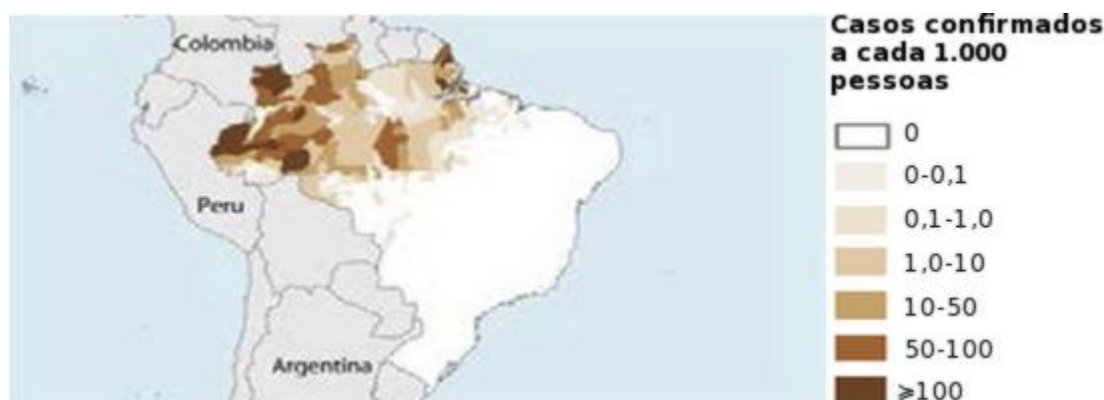 Colombia
Peru
Argentina
Casos confirmados
a cada 1.000
pessoas
0
0-0,1
0,1-1,0
1,0-10
10-50
50-100
⩾100